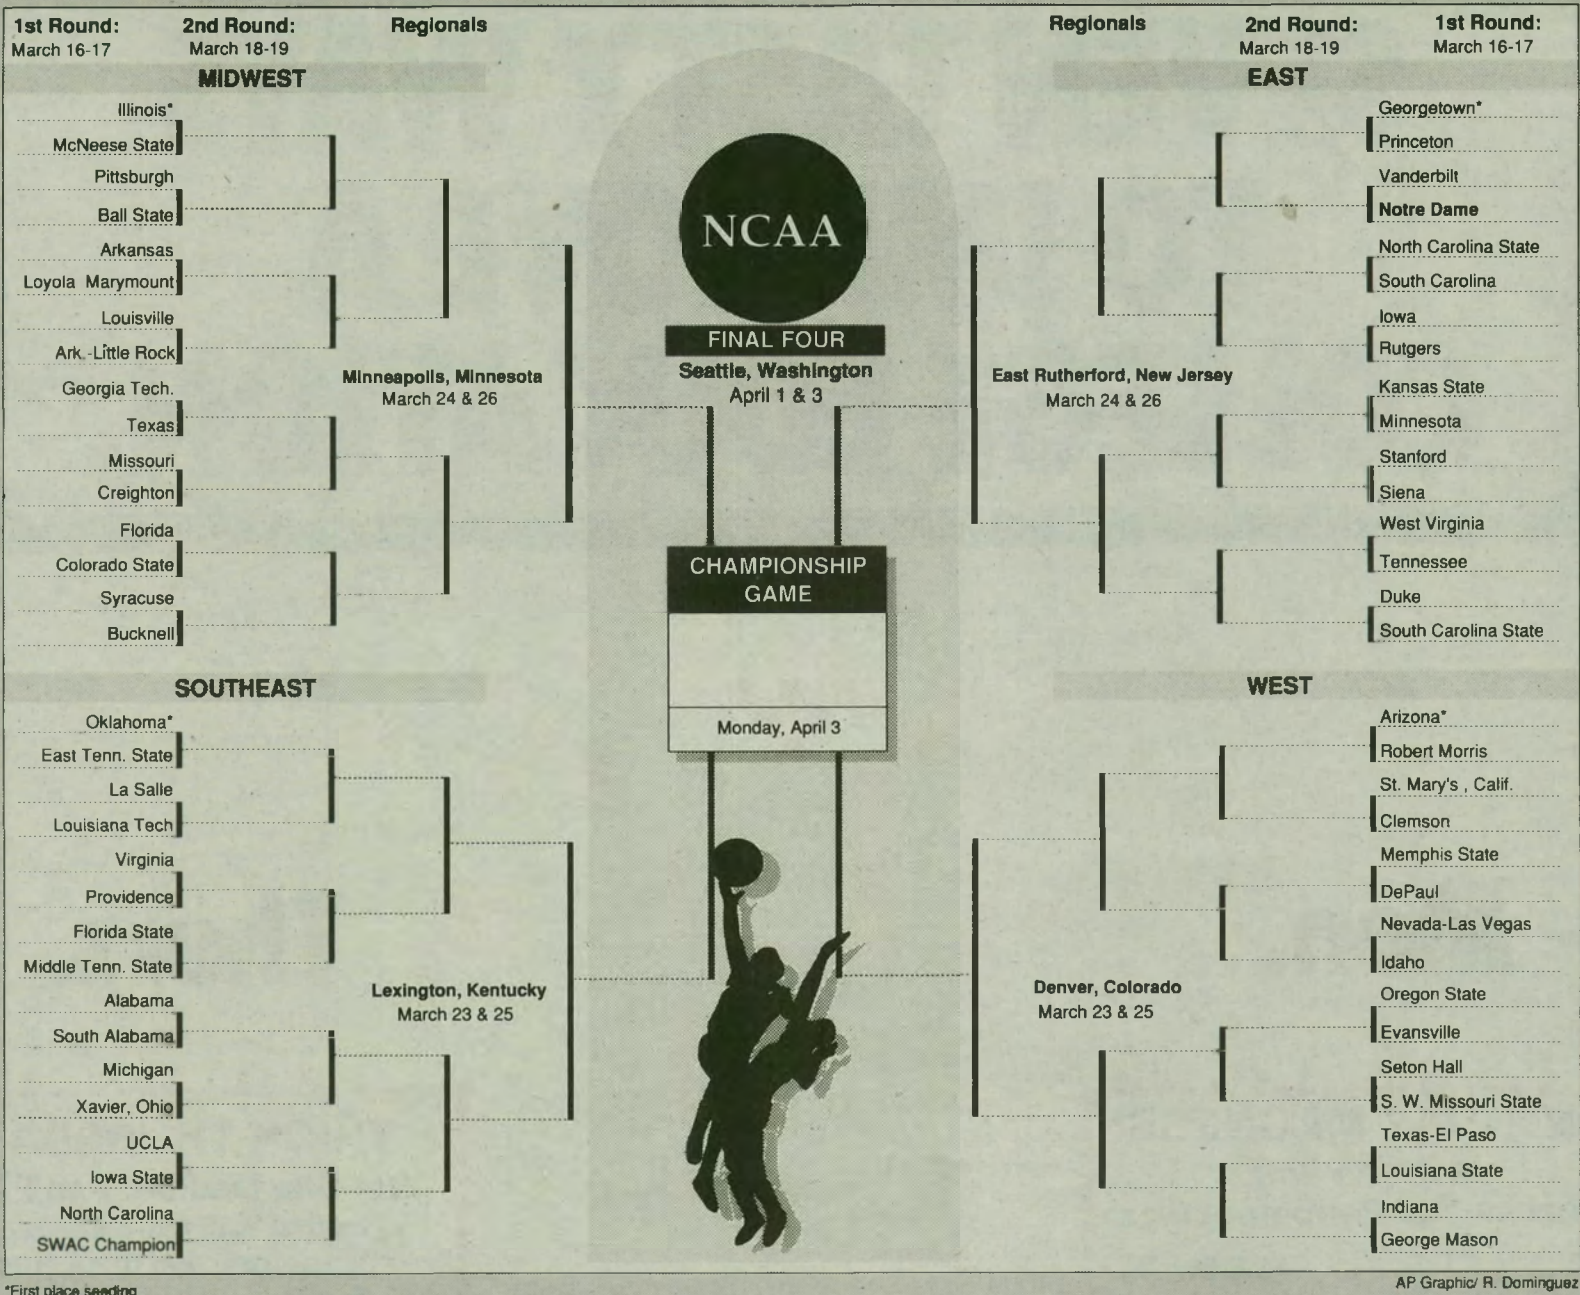 1st Round:
March 16-17
2nd Round:
March 18-19
Regionals
Regionals
2nd Round:
March 18-19
1st Round:
March 16-17
MIDWEST
Illinois*
McNeese State
Pittsburgh
Ball State
Arkansas
Loyola Marymount
Louisville
Ark.-Little Rock
Georgia Tech.
Texas
Missouri
Creighton
Florida
Colorado State
Syracuse
Bucknell
Minneapolis, Minnesota
March 24 & 26
SOUTHEAST
Oklahoma*
East Tenn. State
La Salle
Louisiana Tech
Virginia
Providence
Florida State
Middle Tenn. State
Alabama
South Alabama
Michigan
Xavier, Ohio
UCLA
Iowa State
North Carolina
SWAC Champion
Lexington, Kentucky
March 23 & 25
NCAA
FINAL FOUR
Seattle, Washington
April 1 & 3
CHAMPIONSHIP
GAME
Monday, April 3
EAST
Georgetown*
Princeton
Vanderbilt
Notre Dame
North Carolina State
South Carolina
Iowa
Rutgers
Kansas State
Minnesota
Stanford
Siena
West Virginia
Tennessee
Duke
South Carolina State
East Rutherford, New Jersey
March 24 & 26
WEST
Arizona*
Robert Morris
St. Mary's , Calif.
Clemson
Memphis State
DePaul
Nevada-Las Vegas
Idaho
Oregon State
Evansville
Seton Hall
S. W. Missouri State
Texas-El Paso
Louisiana State
Indiana
George Mason
Denver, Colorado
March 23 & 25
*First place seeding
AP Graphic/ R. Dominguez